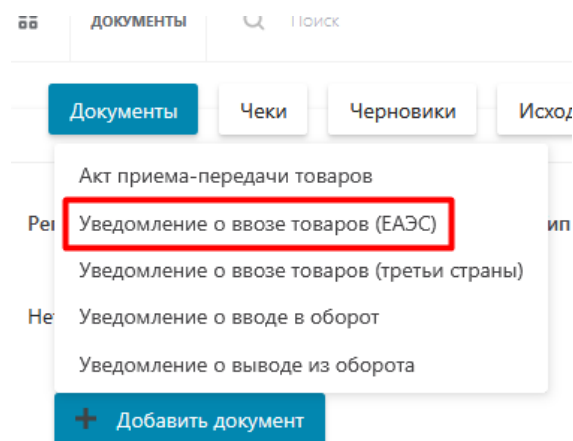 ДОКУМЕНТЫ Поиск
Документы Чеки Черновики Исход
Акт приема-передачи товаров
Уведомление о ввозе товаров (ЕАЭС)
Уведомление о ввозе товаров (третьи страны)
Уведомление о вводе в оборот
Уведомление о выводе из оборота
Добавить документ